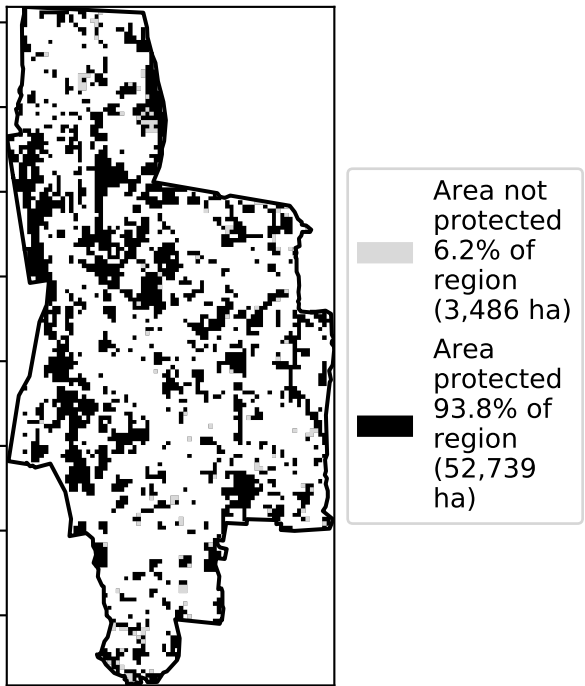 Area not
protected
6.2% of
region
(3,486 ha)
Area
protected
93.8% of
region
(52,739
ha)